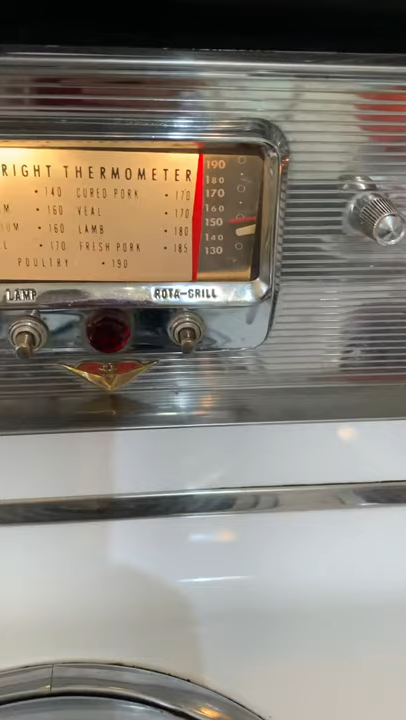 RIGHT THERMOMETER
• 140 CURED PORK • 170
• 160 VEAL • 170
• 160 LAMB • 180
• 170 FRESH PORK • 185
POULTRY • 190
190
180
170
160
150
140
130
LAMP ROTA-GRILL